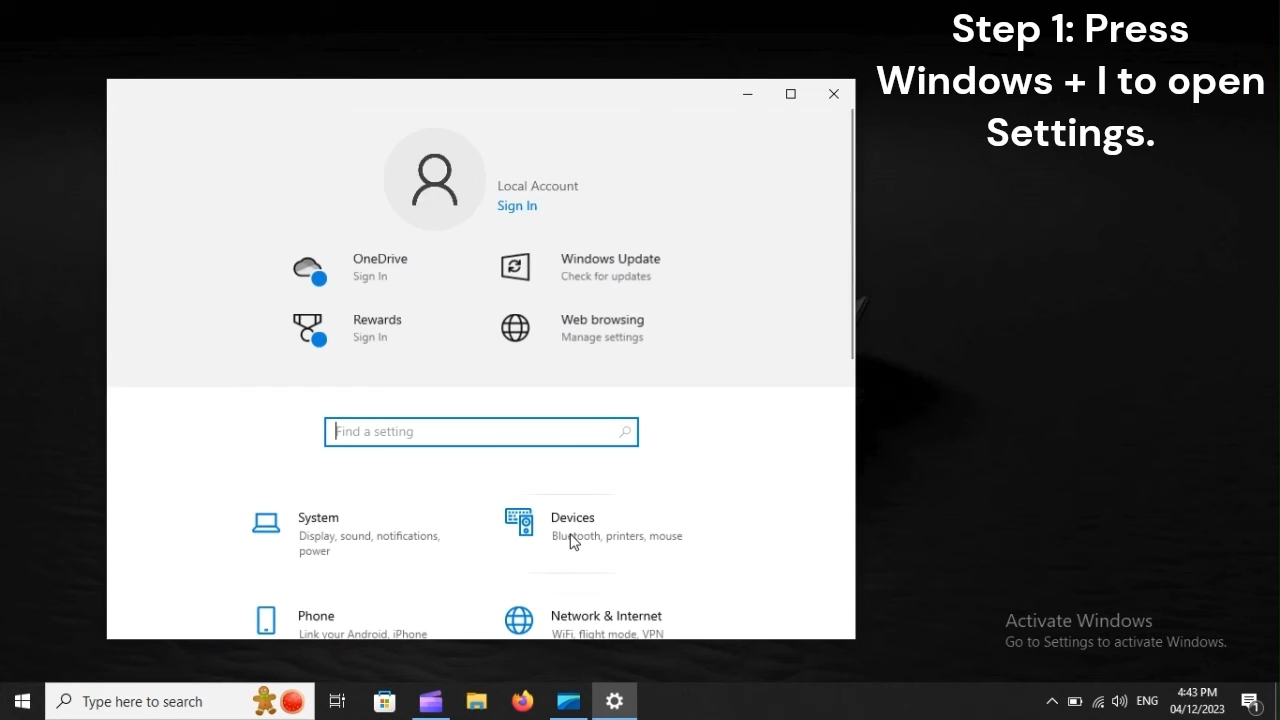 Step 1: Press
Windows + I to open
Settings.
Local Account
Sign In
OneDrive
Sign In
Windows Update
Check for updates
Rewards
Sign In
Web browsing
Manage settings
Find a setting
System
Display, sound, notifications,
power
Devices
Bluetooth, printers, mouse
Phone
Link your Android, iPhone
Network & Internet
WiFi, flight mode, VPN
Activate Windows
Go to Settings to activate Windows.
Type here to search
ENG
4:43 PM
04/12/2023
1